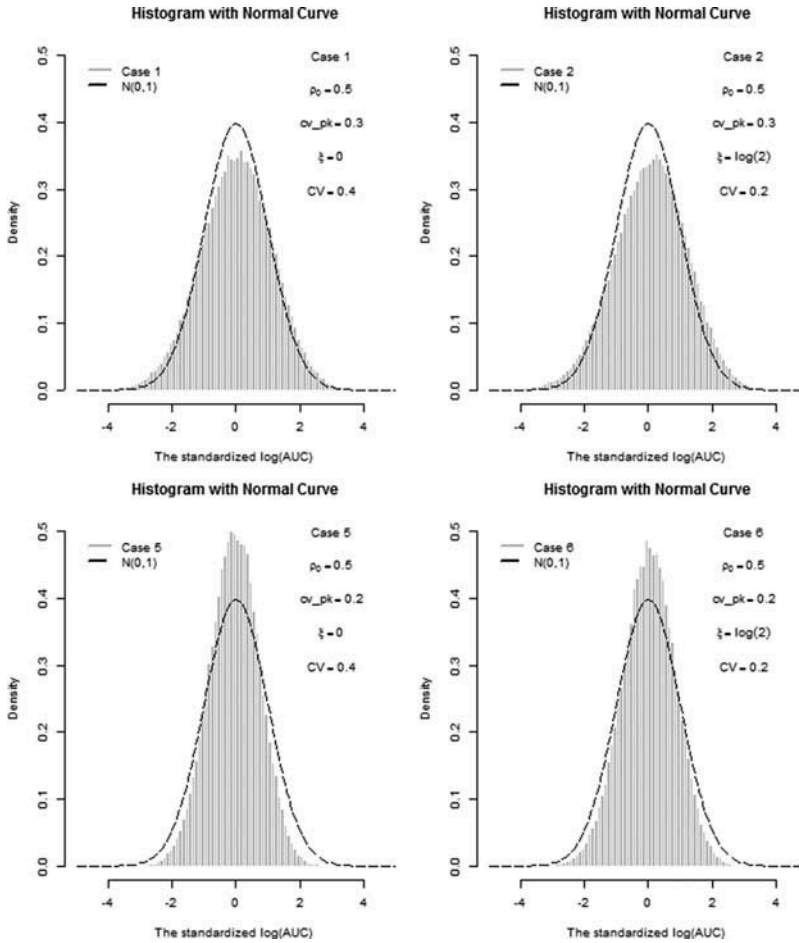 Histogram with Normal Curve
Case 1
N(0,1)
Case 1
ρ₀ = 0.5
cv_pk = 0.3
ξ = 0
CV = 0.4
Density
0.0 0.1 0.2 0.3 0.4 0.5
-4 -2 0 2 4
The standardized log(AUC)
Histogram with Normal Curve
Case 2
N(0,1)
Case 2
ρ₀ = 0.5
cv_pk = 0.3
ξ = log(2)
CV = 0.2
Density
0.0 0.1 0.2 0.3 0.4 0.5
-4 -2 0 2 4
The standardized log(AUC)
Histogram with Normal Curve
Case 5
N(0,1)
Case 5
ρ₀ = 0.5
cv_pk = 0.2
ξ = 0
CV = 0.4
Density
0.0 0.1 0.2 0.3 0.4 0.5
-4 -2 0 2 4
The standardized log(AUC)
Histogram with Normal Curve
Case 6
N(0,1)
Case 6
ρ₀ = 0.5
cv_pk = 0.2
ξ = log(2)
CV = 0.2
Density
0.0 0.1 0.2 0.3 0.4 0.5
-4 -2 0 2 4
The standardized log(AUC)